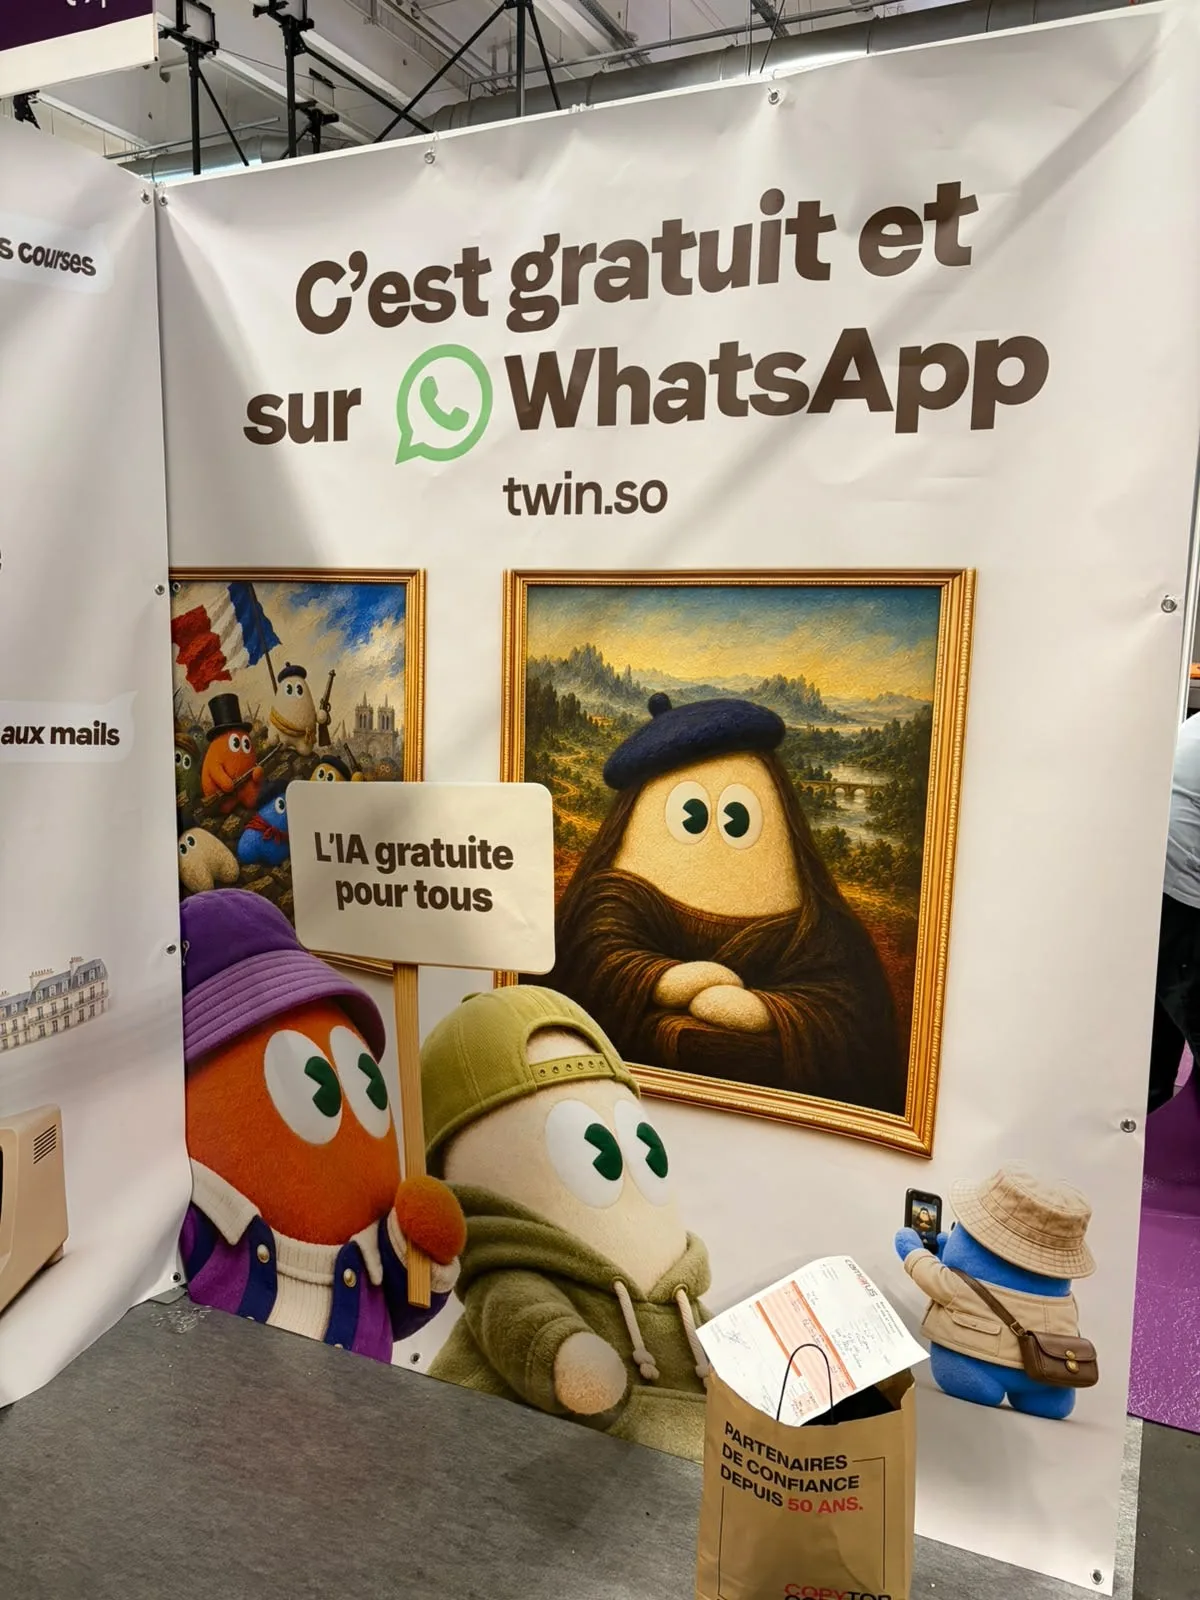 s courses
C'est gratuit et
sur WhatsApp
twin.so
aux mails
L'IA gratuite
pour tous
PARTENAIRES
DE CONFIANCE
DEPUIS 50 ANS.
COPYTOP